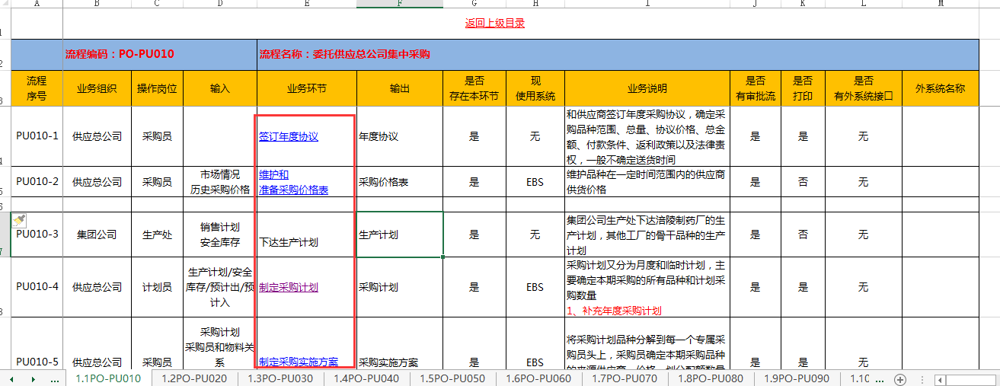 A B C D E F G H I J K L M
返回上级目录
流程编码：PO-PU010 流程名称：委托供应总公司集中采购
流程
序号
业务组织
操作岗位
输入
业务环节
输出
是否
存在本环节
现
使用系统
业务说明
是否
有审批流
是否
打印
是否
有外系统接口
外系统名称
PU010-1
供应总公司
采购员
签订年度协议
年度协议
是
无
和供应商签订年度采购协议，确定采
购品种范围、总量、协议价格、总金
额、付款条件、返利政策以及法律责
权，一般不确定送货时间
是
是
无
PU010-2
供应总公司
采购员
市场情况
历史采购价格
维护和
准备采购价格表
采购价格表
是
EBS
维护品种在一定时间范围内的供应商
供货价格
是
否
无
PU010-3
集团公司
生产处
销售计划
安全库存
下达生产计划
生产计划
是
无
集团公司生产处下达涪陵制药厂的生
产计划，其他工厂的骨干品种的生产
计划
是
否
无
PU010-4
供应总公司
计划员
生产计划/安全
库存/预计出/预
计入
制定采购计划
采购计划
是
EBS
采购计划又分为月度和临时计划，主
要确定本期采购的所有品种和计划采
购数量
1、补充年度采购计划
是
是
无
PU010-5
供应总公司
采购员
采购计划
采购员和物料关
系
制定采购实施方案
采购实施方案
是
EBS
将采购计划品种分解到每一个专属采
购员头上，采购员确定本期采购品种
的来源供应商、价格、划分配额数量
是
是
无
... 1.1PO-PU010 1.2PO-PU020 1.3PO-PU030 1.4PO-PU040 1.5PO-PU050 1.6PO-PU060 1.7PO-PU070 1.8PO-PU080 1.9PO-PU090 1.10 ...